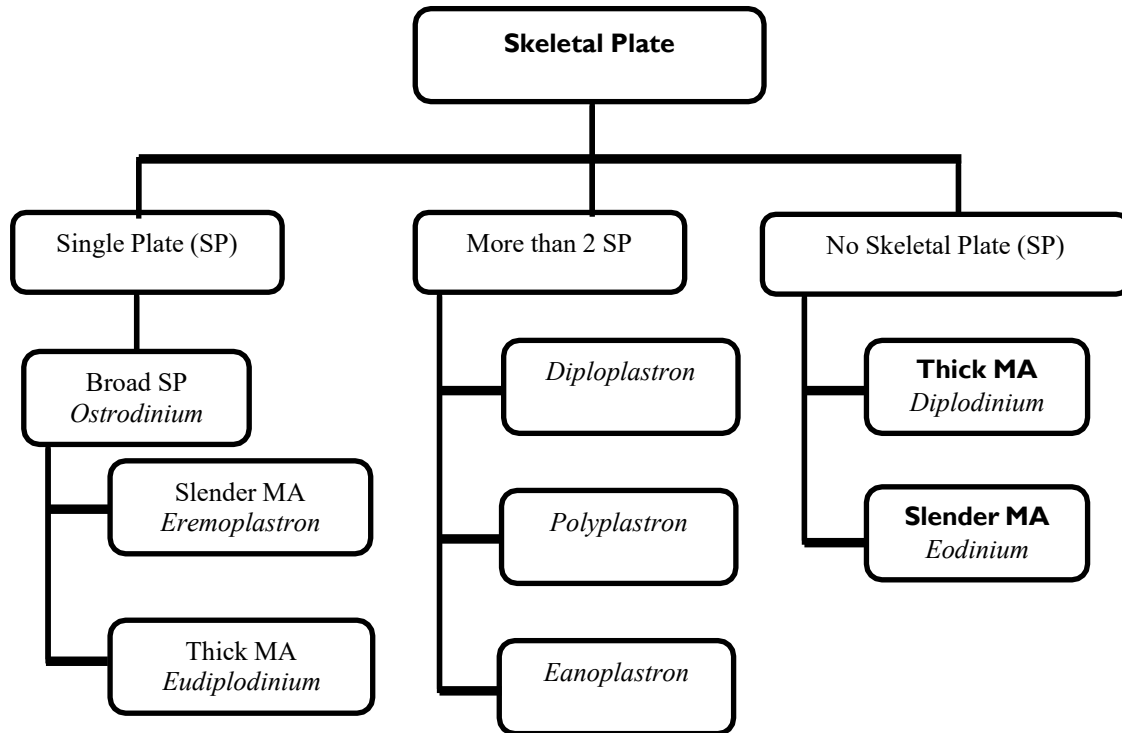 Skeletal Plate
Single Plate (SP)
More than 2 SP
No Skeletal Plate (SP)
Broad SP
Ostrodinium
Slender MA
Eremoplastron
Thick MA
Eudiplodinium
Diploplastron
Polyplastron
Eanoplastron
Thick MA
Diplodinium
Slender MA
Eodinium